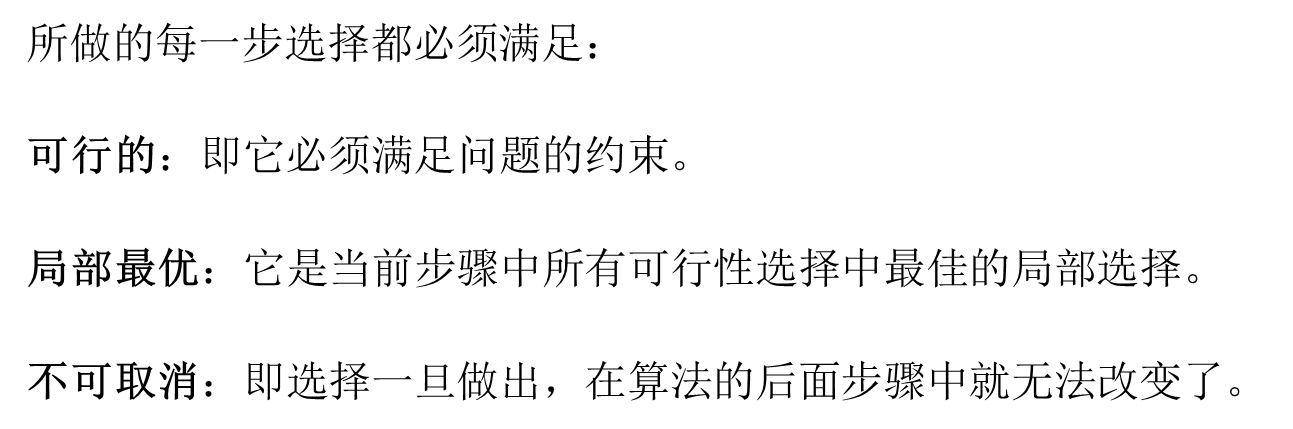 所做的每一步选择都必须满足：
可行的：即它必须满足问题的约束。
局部最优：它是当前步骤中所有可行性选择中最佳的局部选择。
不可取消：即选择一旦做出，在算法的后面步骤中就无法改变了。